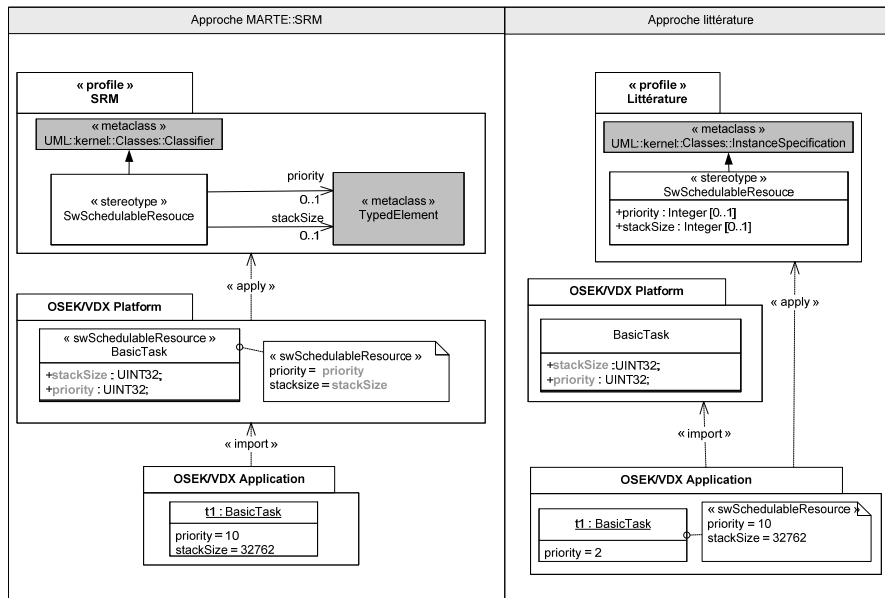 Approche MARTE::SRM
« profile »
SRM
« metaclass »
UML::kernel::Classes::Classifier
« stereotype »
SwSchedulableResouce
priority
0..1
stackSize
0..1
« metaclass »
TypedElement
« apply »
OSEK/VDX Platform
« swSchedulableResource »
BasicTask
+stackSize : UINT32;
+priority : UINT32;
« swSchedulableResource »
priority = priority
stacksize = stackSize
« import »
OSEK/VDX Application
t1 : BasicTask
priority = 10
stackSize = 32762
Approche littérature
« profile »
Littérature
« metaclass »
UML::kernel::Classes::InstanceSpecification
« stereotype »
SwSchedulableResouce
+priority : Integer [0..1]
+stackSize : Integer [0..1]
« apply »
OSEK/VDX Platform
BasicTask
+stackSize :UINT32;
+priority : UINT32;
« import »
OSEK/VDX Application
t1 : BasicTask
priority = 2
« swSchedulableResource »
priority = 10
stackSize = 32762